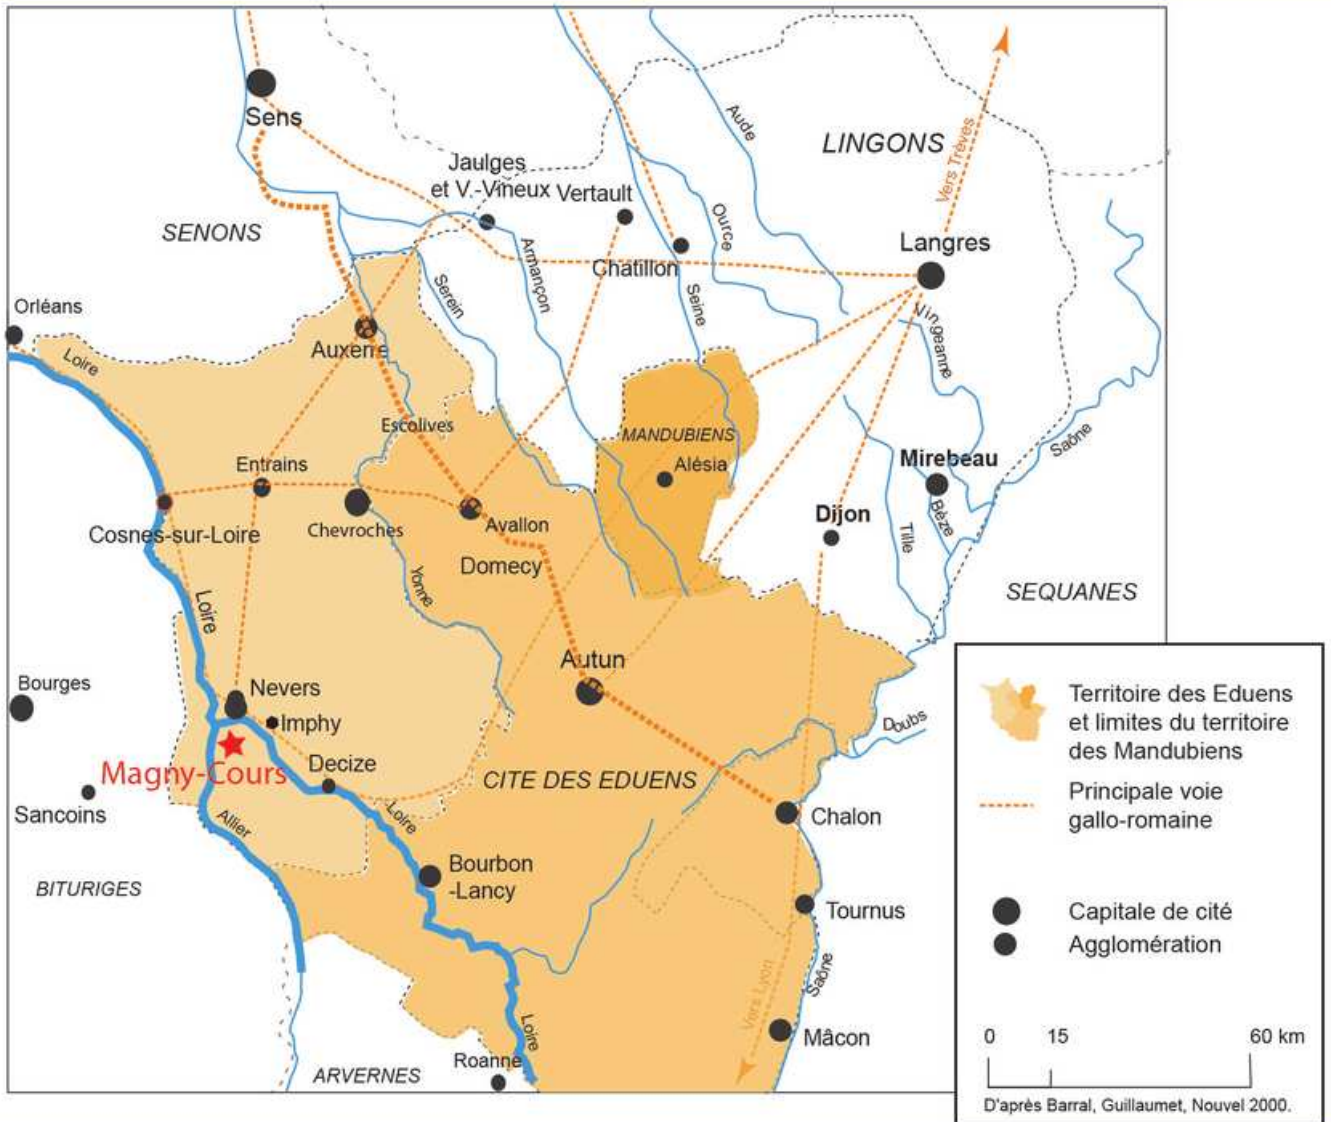 Sens
Aude
LINGONS
Vers Trèves
Jaulges
et V.-Vineux
Vertault
SENONS
Ource
Langres
Armançon
Chatillon
Serein
Seine
Orléans
Vingeanne
Loire
Auxerre
Escolives
MANDUBIENS
Saône
Entrains
Alésia
Mirebeau
Cosnes-sur-Loire
Chevroches
Avallon
Dijon
Bèze
Tille
Domecy
Yonne
Loire
SEQUANES
Autun
Bourges
Nevers
Imphy
Doubs
Magny-Cours
Decize
CITE DES EDUENS
Sancoins
Allier
Loire
Chalon
BITURIGES
Bourbon
-Lancy
Tournus
Vers Lyon
Saône
Loire
Mâcon
Roanne
ARVERNES
Territoire des Eduens
et limites du territoire
des Mandubiens
Principale voie
gallo-romaine
Capitale de cité
Agglomération
0 15 60 km
D'après Barral, Guillaumet, Nouvel 2000.